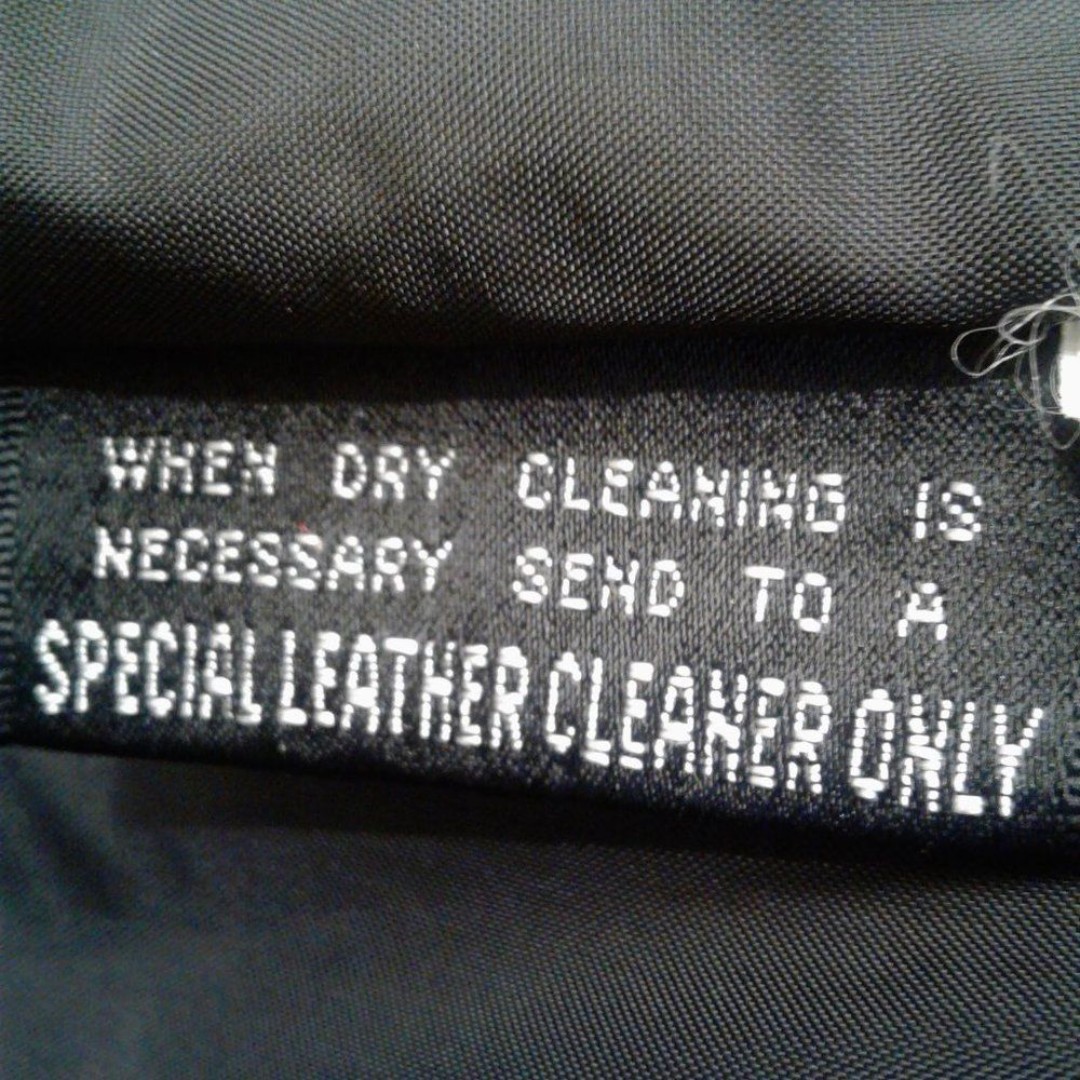 WHEN DRY CLEANING IS
NECESSARY SEND TO A
SPECIAL LEATHER CLEANER ONLY